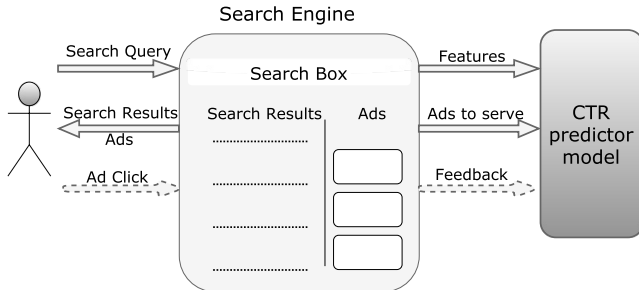 Search Engine
Search Query
Search Box
Features
Search Results
Ads
Search Results
Ads
Ads to serve
CTR
predictor
model
Ad Click
Feedback